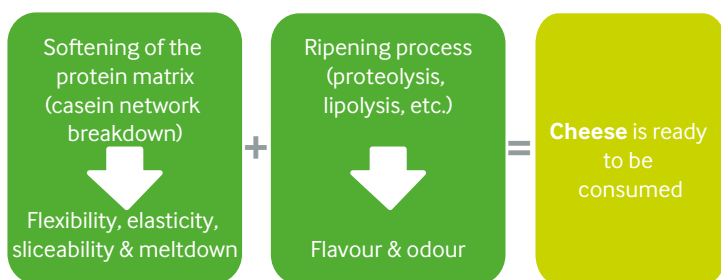 Softening of the
protein matrix
(casein network
breakdown)
Flexibility, elasticity,
sliceability & meltdown
+
Ripening process
(proteolysis,
lipolysis, etc.)
Flavour & odour
=
Cheese is ready
to be
consumed